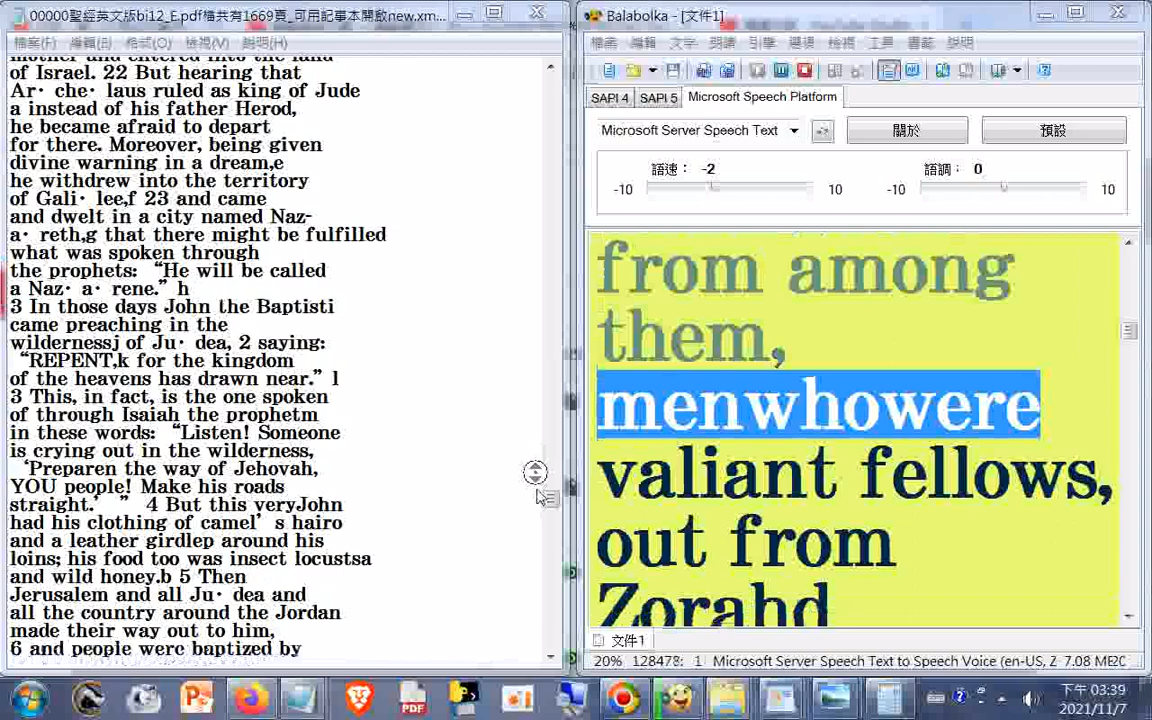 00000聖經英文版bi12_E.pdf檔共有1669頁_可用記事本開啟new.xm...
檔案(F) 編輯(E) 格式(O) 檢視(V) 說明(H)
mother and entered into the land
of Israel. 22 But hearing that
Ar· che· laus ruled as king of Jude
a instead of his father Herod,
he became afraid to depart
for there. Moreover, being given
divine warning in a dream,e
he withdrew into the territory
of Gali· lee,f 23 and came
and dwelt in a city named Naz-
a· reth,g that there might be fulfilled
what was spoken through
the prophets: “He will be called
a Naz· a· rene.” h
3 In those days John the Baptisti
came preaching in the
wildernessj of Ju· dea, 2 saying:
“REPENT,k for the kingdom
of the heavens has drawn near.” l
3 This, in fact, is the one spoken
of through Isaiah the prophetm
in these words: “Listen! Someone
is crying out in the wilderness,
‘Preparen the way of Jehovah,
YOU people! Make his roads
straight.’ ” 4 But this veryJohn
had his clothing of camel’ s hairo
and a leather girdlep around his
loins; his food too was insect locustsa
and wild honey.b 5 Then
Jerusalem and all Ju· dea and
all the country around the Jordan
made their way out to him,
6 and people were baptized by
Balabolka - [文件1]
檔案 編輯 文字 朗讀 引擎 選項 檢視 工具 書籤 說明
SAPI 4 SAPI 5 Microsoft Speech Platform
Microsoft Server Speech Text 關於 預設
語速： -2 語調： 0
-10 10 -10 10
from among
them,
menwhowere
valiant fellows,
out from
Zorahd
文件1
20% 128478: 1 Microsoft Server Speech Text to Speech Voice (en-US, Z 7.08 ME
下午 03:39
2021/11/7